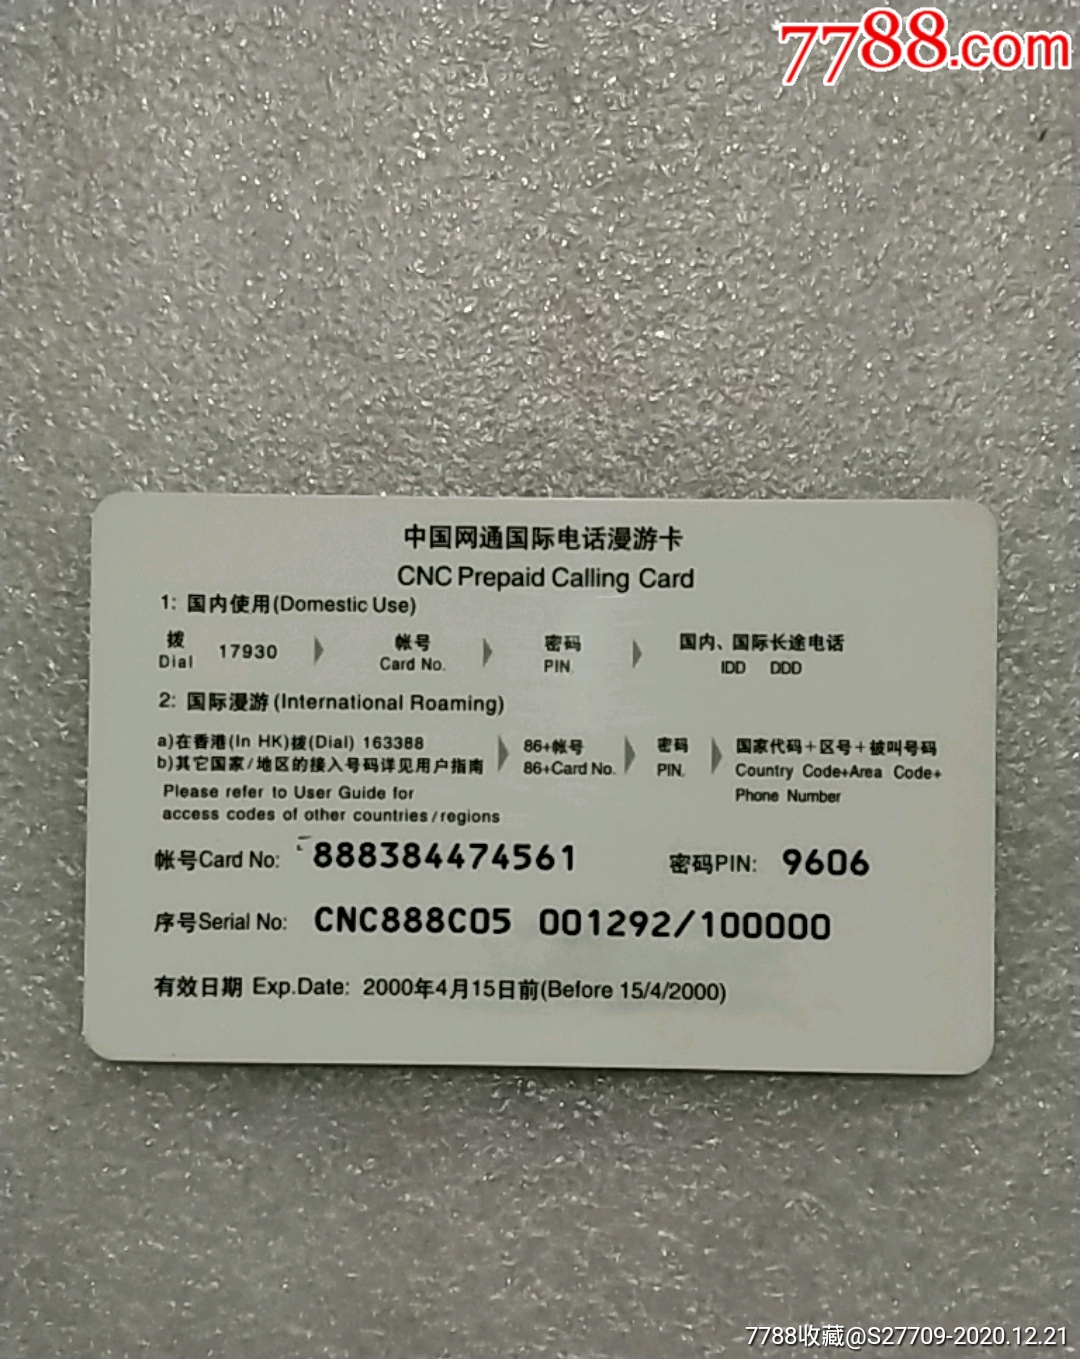 7788.com
中国网通国际电话漫游卡
CNC Prepaid Calling Card
1: 国内使用(Domestic Use)
拨 帐号 密码 国内、国际长途电话
Dial 17930 Card No. PIN. IDD DDD
2: 国际漫游(International Roaming)
a)在香港(In HK)拨(Dial) 163388 86+帐号 密码 国家代码+区号+被叫号码
b)其它国家/地区的接入号码详见用户指南 86+Card No. PIN. Country Code+Area Code+
Please refer to User Guide for Phone Number
access codes of other countries/regions
帐号Card No: 888384474561 密码PIN: 9606
序号Serial No: CNC888C05 001292/100000
有效日期 Exp.Date: 2000年4月15日前(Before 15/4/2000)
7788收藏@S27709-2020.12.21